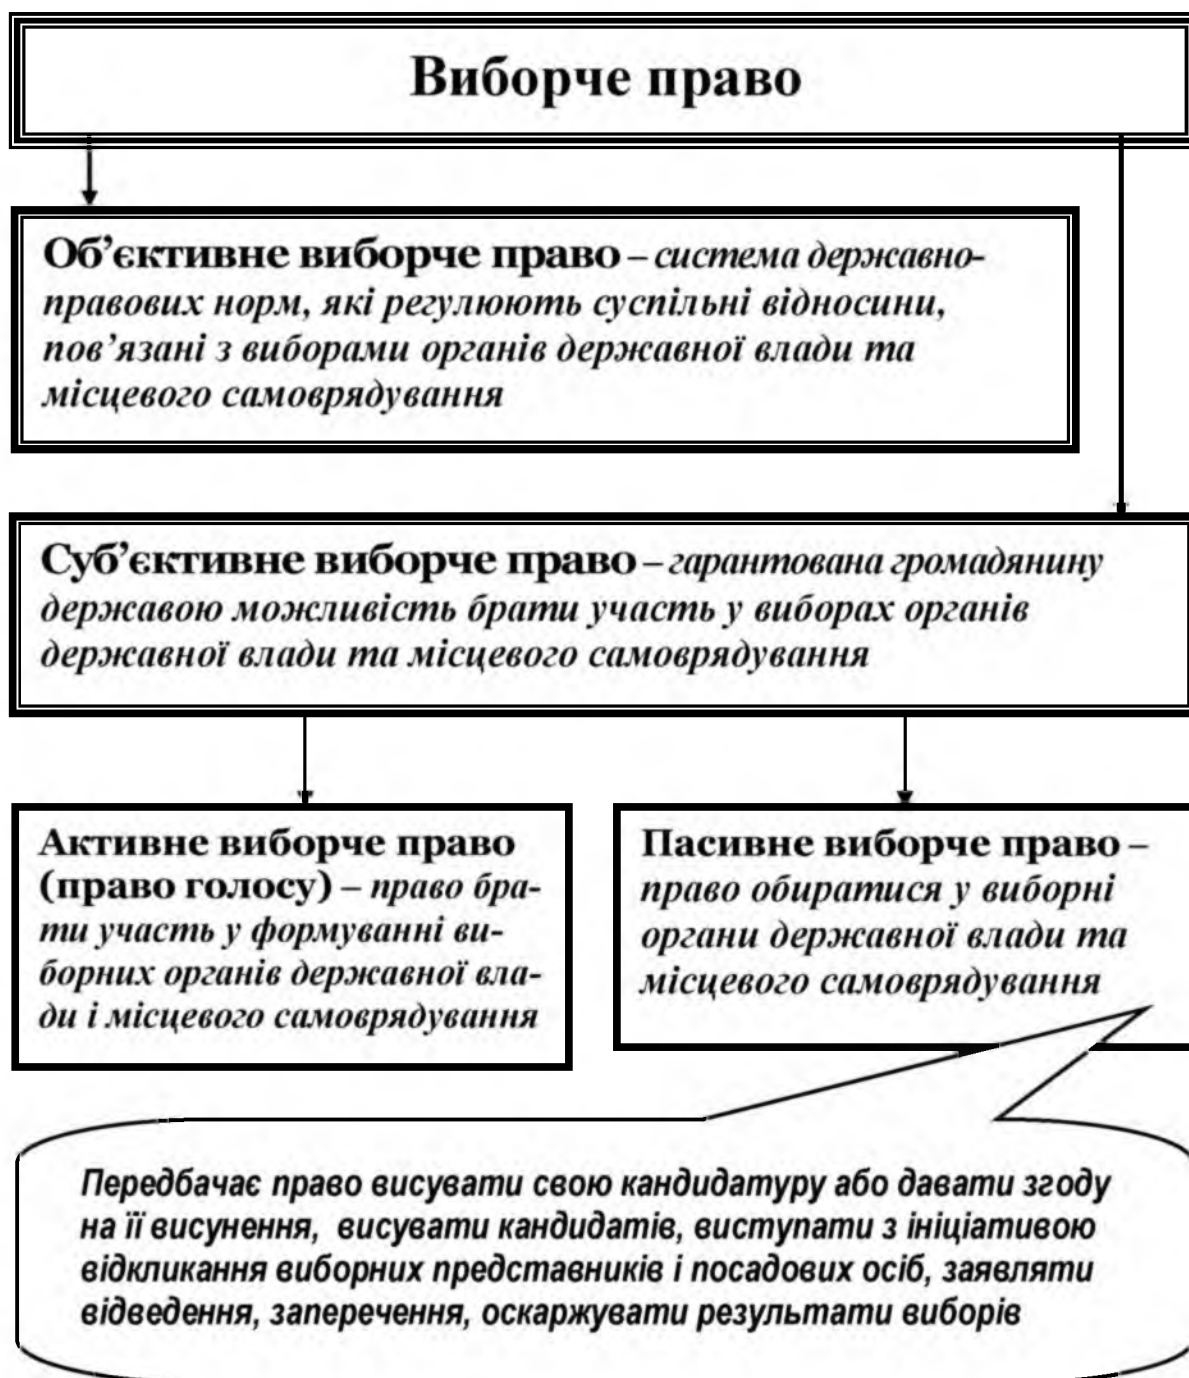 Виборче право
Об’єктивне виборче право – система державно-
правових норм, які регулюють суспільні відносини,
пов’язані з виборами органів державної влади та
місцевого самоврядування
Суб’єктивне виборче право – гарантована громадянину
державою можливість брати участь у виборах органів
державної влади та місцевого самоврядування
Активне виборче право
(право голосу) – право бра-
ти участь у формуванні ви-
борних органів державної вла-
ди і місцевого самоврядування
Пасивне виборче право –
право обиратися у виборні
органи державної влади та
місцевого самоврядування
Передбачає право висувати свою кандидатуру або давати згоду
на її висунення, висувати кандидатів, виступати з ініціативою
відкликання виборних представників і посадових осіб, заявляти
відведення, заперечення, оскаржувати результати виборів